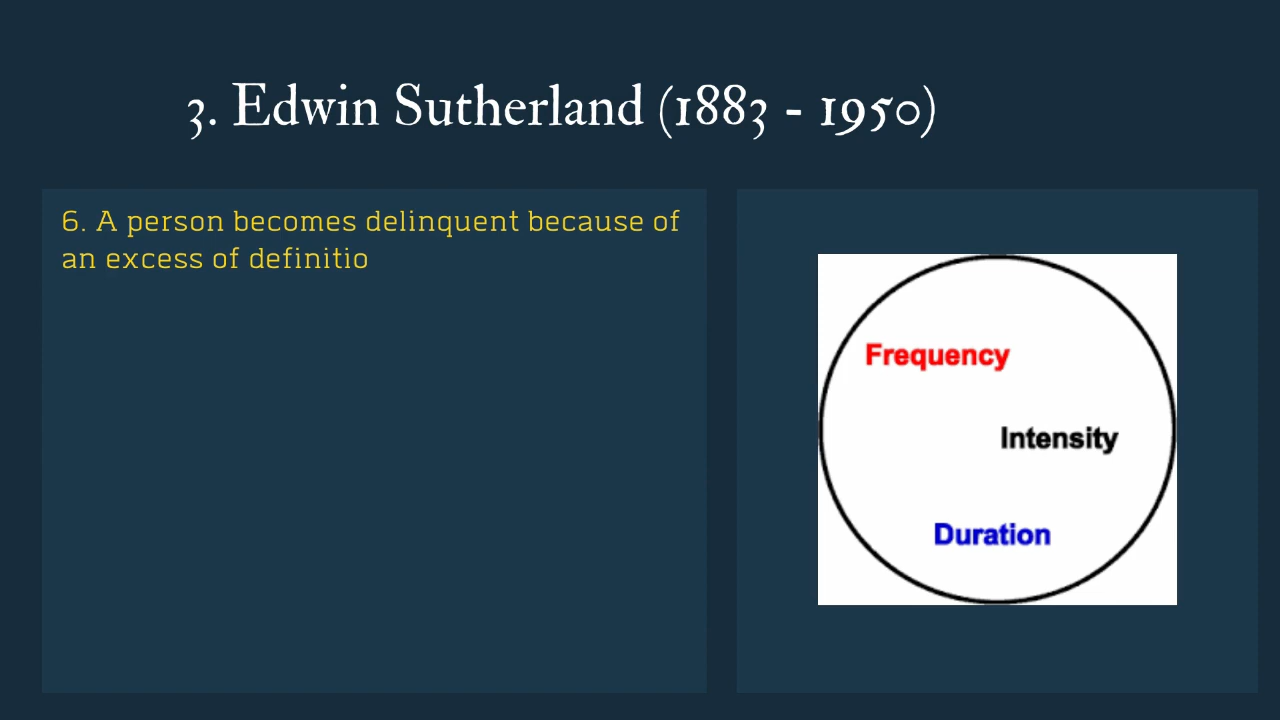 3. Edwin Sutherland (1883 - 1950)
6. A person becomes delinquent because of
an excess of definitio
Frequency
Intensity
Duration